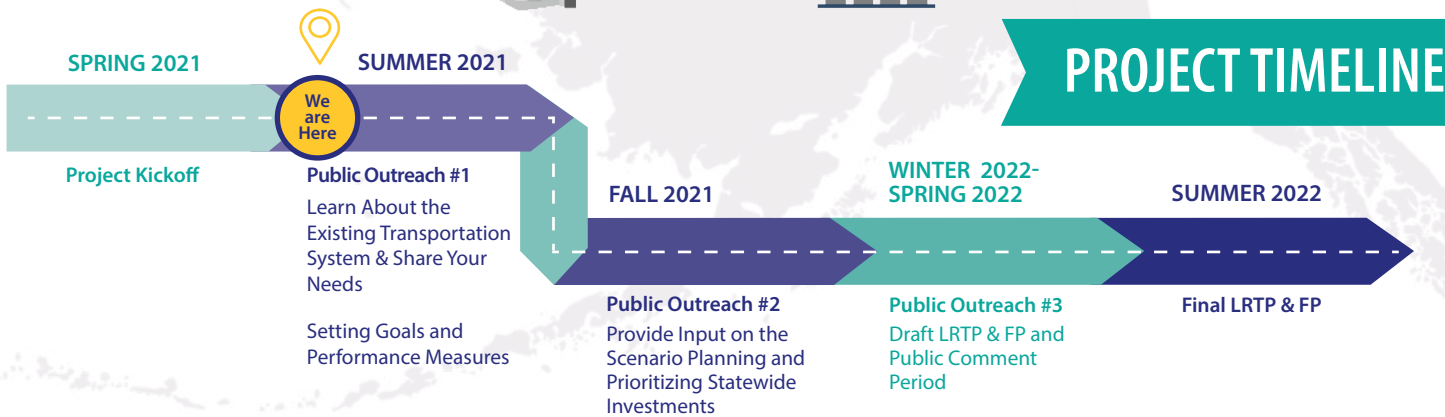 PROJECT TIMELINE
SPRING 2021
SUMMER 2021
We
are
Here
Project Kickoff
Public Outreach #1
Learn About the
Existing Transportation
System & Share Your
Needs
Setting Goals and
Performance Measures
FALL 2021
Public Outreach #2
Provide Input on the
Scenario Planning and
Prioritizing Statewide
Investments
WINTER 2022-
SPRING 2022
Public Outreach #3
Draft LRTP & FP and
Public Comment
Period
SUMMER 2022
Final LRTP & FP